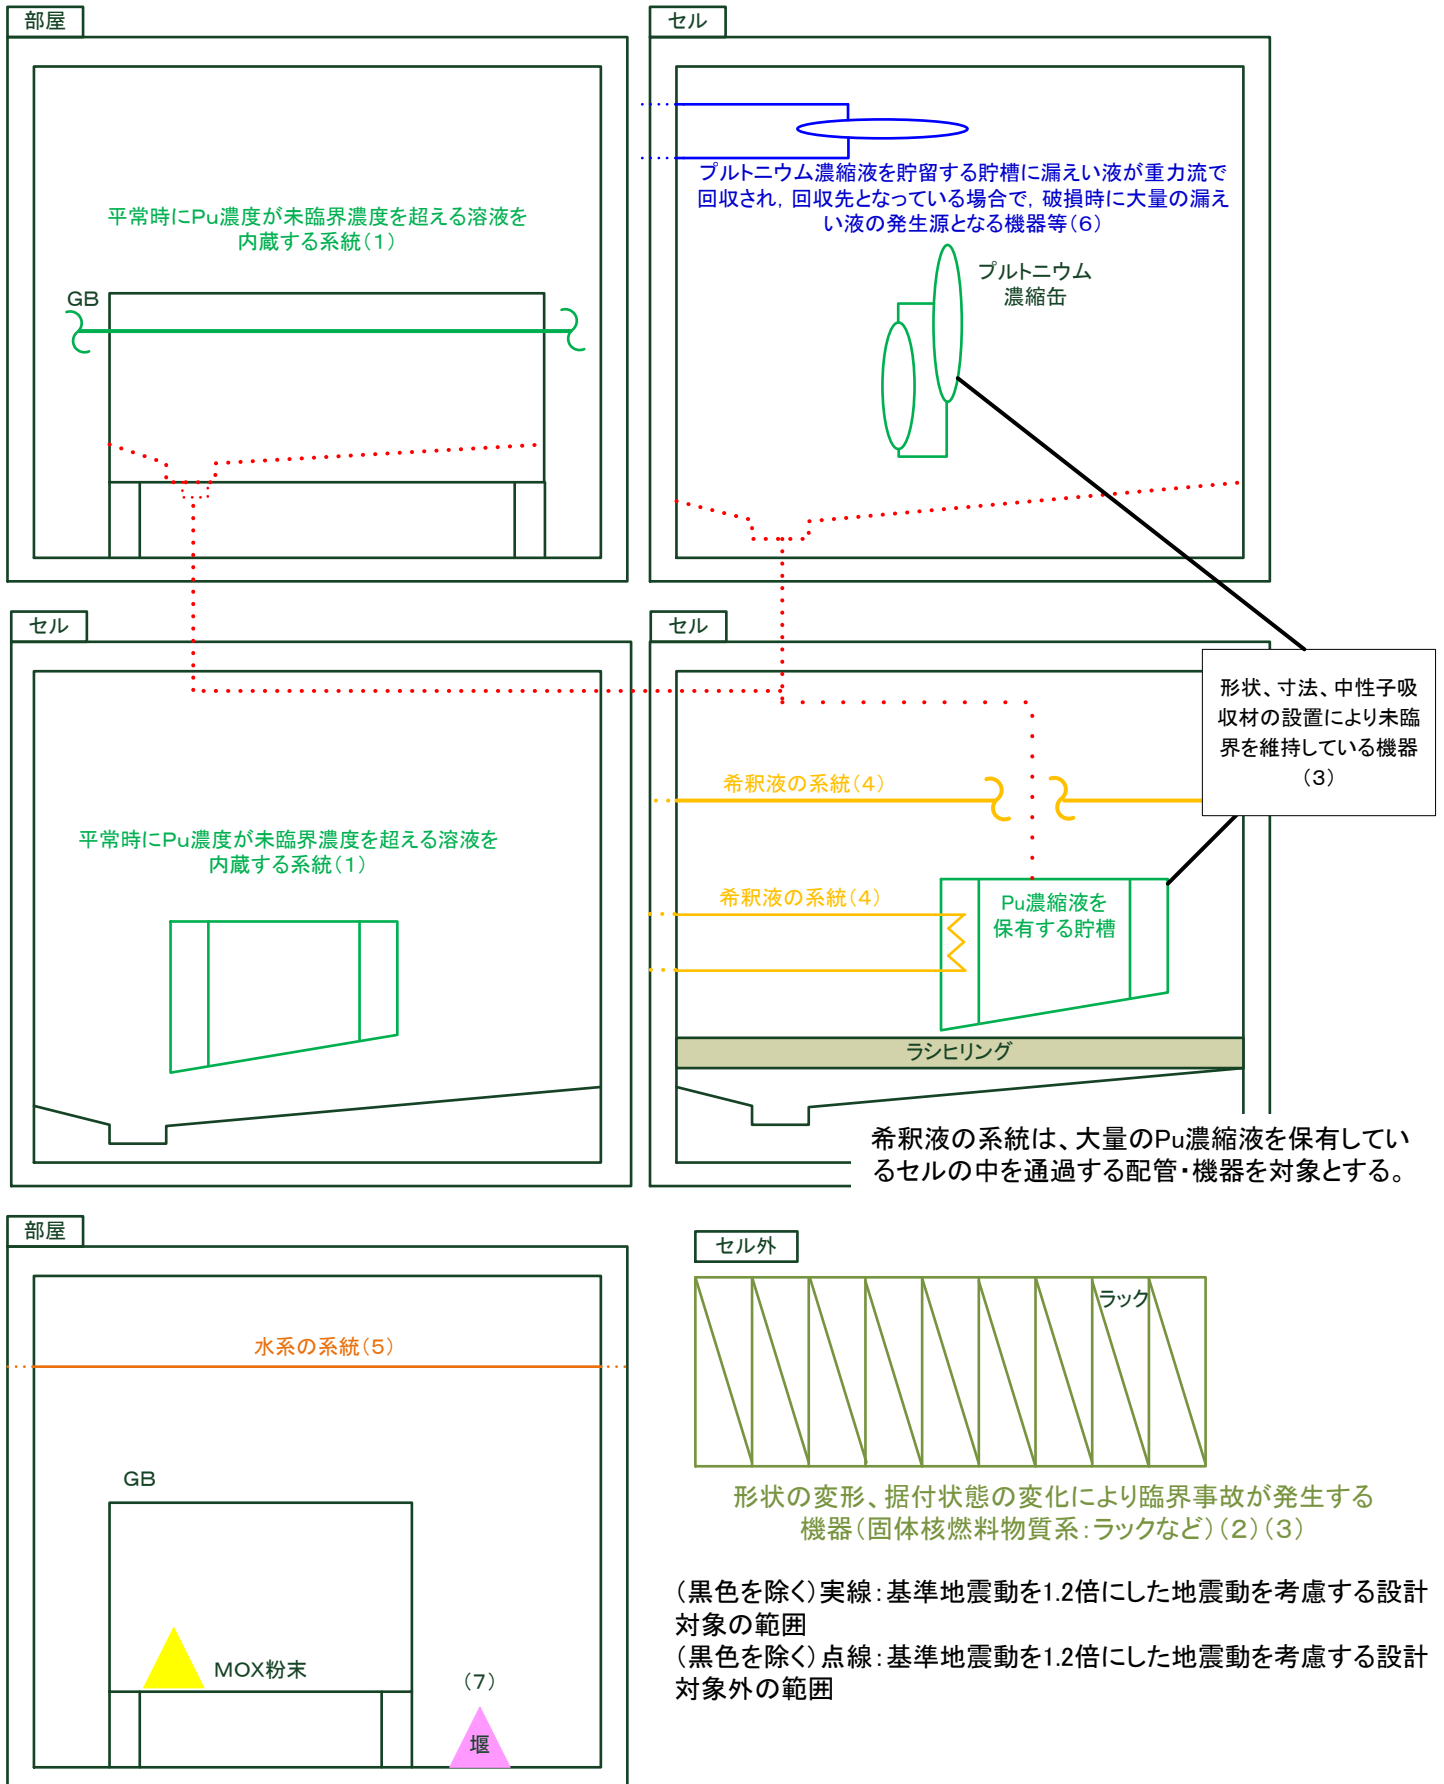 部屋
平常時にPu濃度が未臨界濃度を超える溶液を
内蔵する系統(1)
GB
セル
プルトニウム濃縮液を貯留する貯槽に漏えい液が重力流で
回収され，回収先となっている場合で，破損時に大量の漏え
い液の発生源となる機器等(6)
プルトニウム
濃縮缶
セル
平常時にPu濃度が未臨界濃度を超える溶液を
内蔵する系統(1)
セル
形状、寸法、中性子吸
収材の設置により未臨
界を維持している機器
(3)
希釈液の系統(4)
希釈液の系統(4)
Pu濃縮液を
保有する貯槽
ラシヒリング
希釈液の系統は、大量のPu濃縮液を保有してい
るセルの中を通過する配管・機器を対象とする。
部屋
水系の系統(5)
GB
MOX粉末
(7)
堰
セル外
ラック
形状の変形、据付状態の変化により臨界事故が発生する
機器(固体核燃料物質系:ラックなど)(2)(3)
(黒色を除く)実線:基準地震動を1.2倍にした地震動を考慮する設計
対象の範囲
(黒色を除く)点線:基準地震動を1.2倍にした地震動を考慮する設計
対象外の範囲